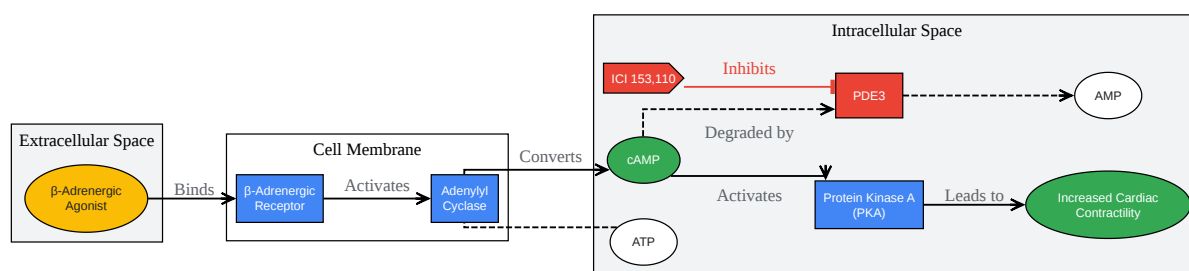 Intracellular Space
ICI 153,110
Inhibits
PDE3
AMP
Degraded by
Extracellular Space
Cell Membrane
Converts
cAMP
β-Adrenergic
Agonist
Binds
β-Adrenergic
Receptor
Activates
Adenylyl
Cyclase
Activates
Protein Kinase A
(PKA)
Leads to
Increased Cardiac
Contractility
ATP